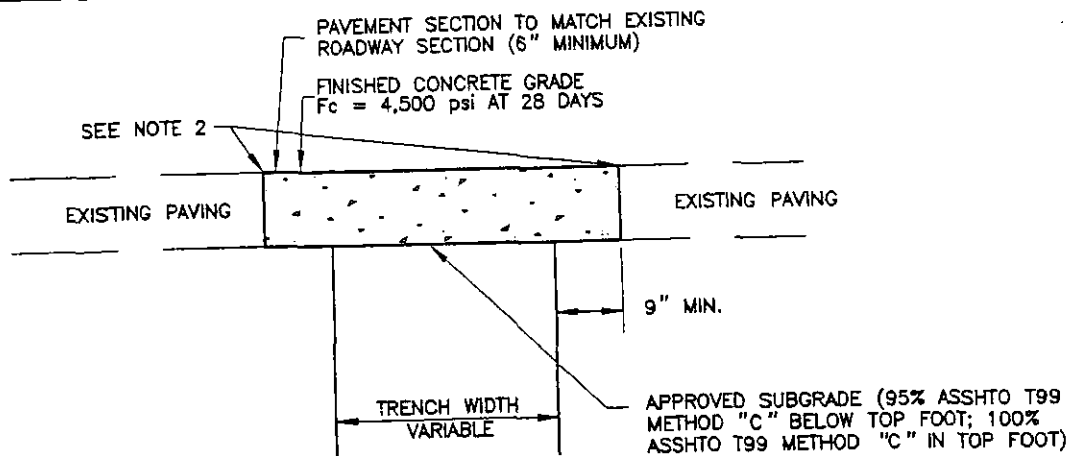 PAVEMENT SECTION TO MATCH EXISTING
ROADWAY SECTION (6" MINIMUM)
FINISHED CONCRETE GRADE
Fc = 4,500 psi AT 28 DAYS
SEE NOTE 2
EXISTING PAVING
EXISTING PAVING
9" MIN.
TRENCH WIDTH
VARIABLE
APPROVED SUBGRADE (95% ASSHTO T99
METHOD "C" BELOW TOP FOOT; 100%
ASSHTO T99 METHOD "C" IN TOP FOOT)